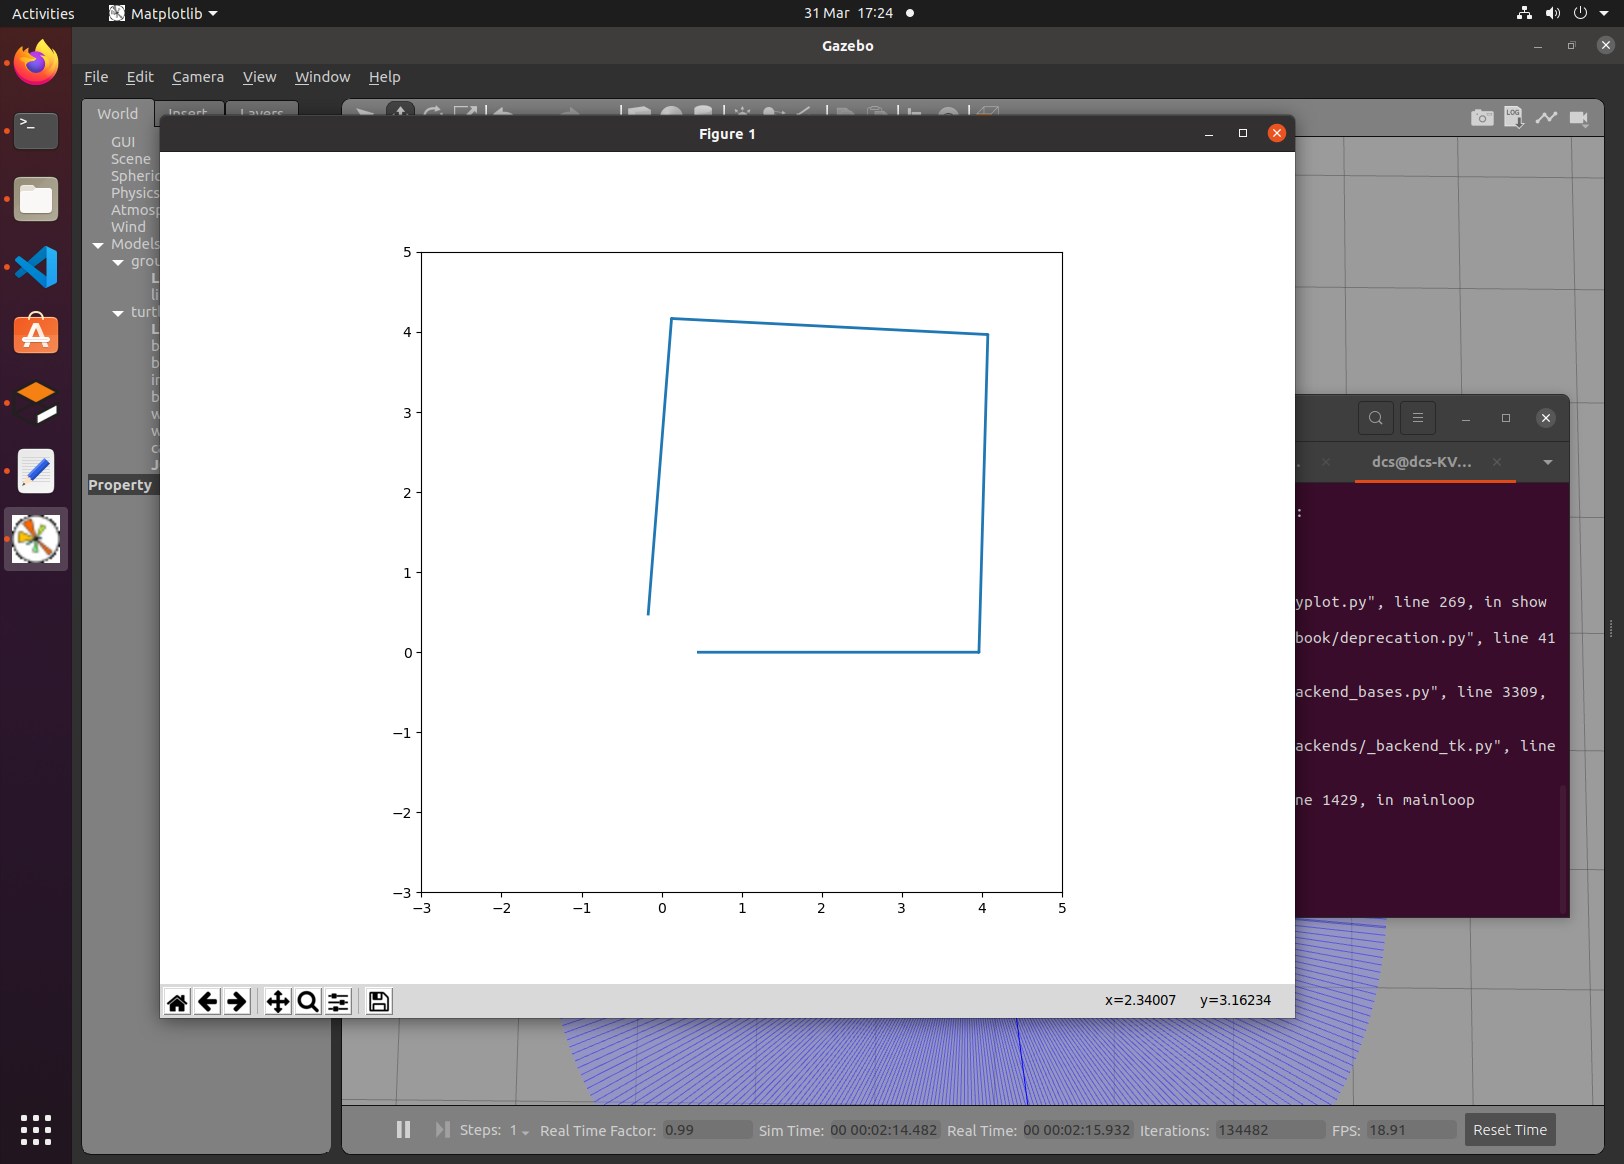 Activities Matplotlib 31 Mar 17:24
Gazebo
File Edit Camera View Window Help
World Insert Layers
LOG
Figure 1
GUI
Scene
Spheric
Physics
Atmosp
Wind
Models
grou
L
li
turtl
L
b
b
ir
b
w
w
ca
J
Property
5
4
3
2
1
0
−1
−2
−3
−3 −2 −1 0 1 2 3 4 5
x=2.34007 y=3.16234
dcs@dcs-KV...
:
yplot.py", line 269, in show
book/deprecation.py", line 41
ackend_bases.py", line 3309,
ackends/_backend_tk.py", line
ne 1429, in mainloop
Steps: 1 Real Time Factor: 0.99 Sim Time: 00 00:02:14.482 Real Time: 00 00:02:15.932 Iterations: 134482 FPS: 18.91 Reset Time